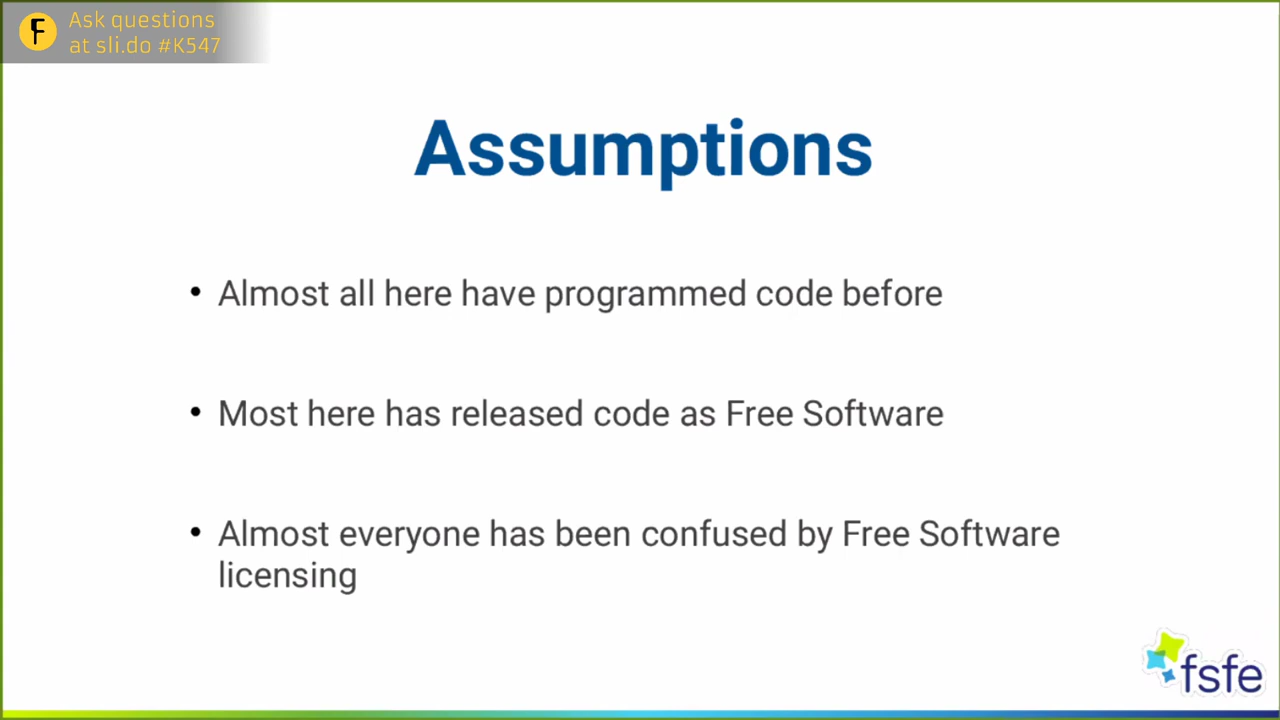 F
Ask questions
at sli.do #K547
Assumptions
• Almost all here have programmed code before
• Most here has released code as Free Software
• Almost everyone has been confused by Free Software
licensing
fsfe